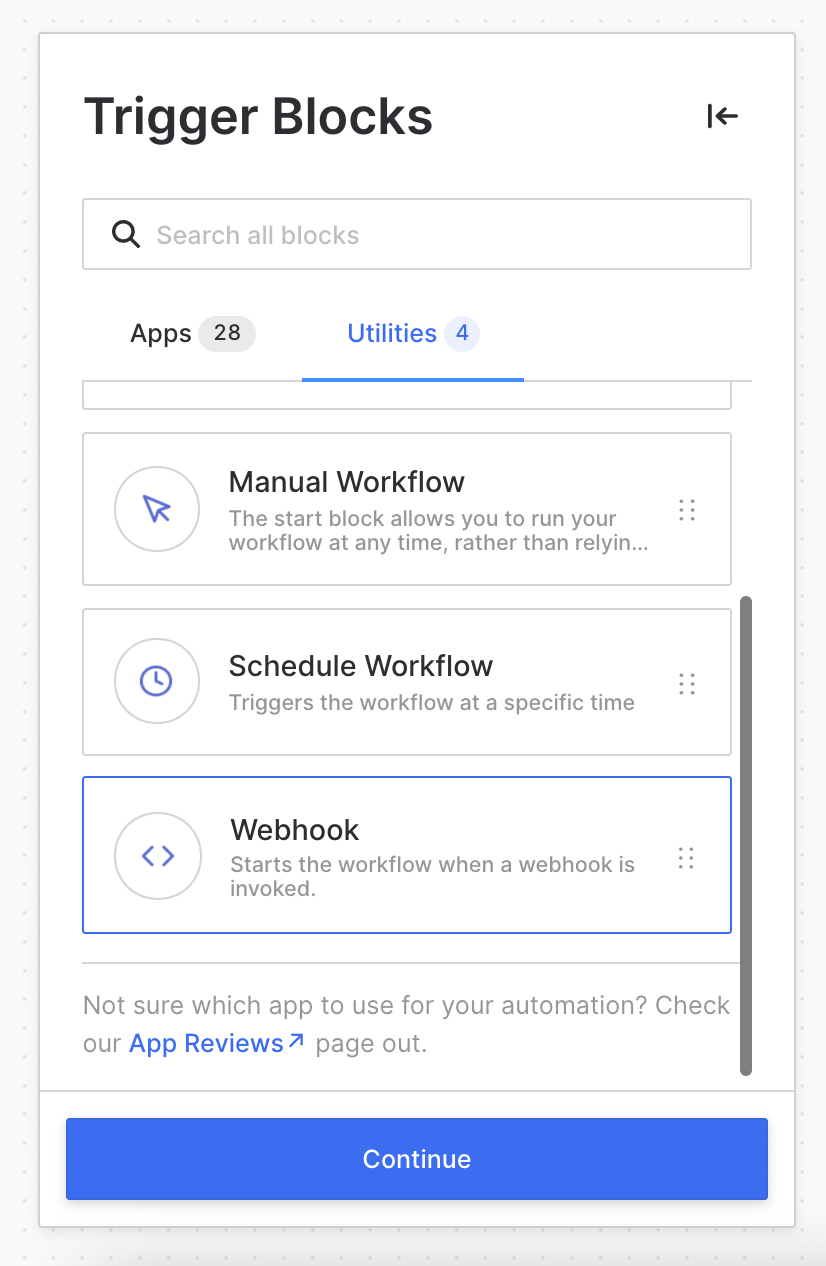 Trigger Blocks
Search all blocks
Apps 28
Utilities 4
Manual Workflow
The start block allows you to run your
workflow at any time, rather than relyin...
Schedule Workflow
Triggers the workflow at a specific time
Webhook
Starts the workflow when a webhook is
invoked.
Not sure which app to use for your automation? Check
our App Reviews↗ page out.
Continue